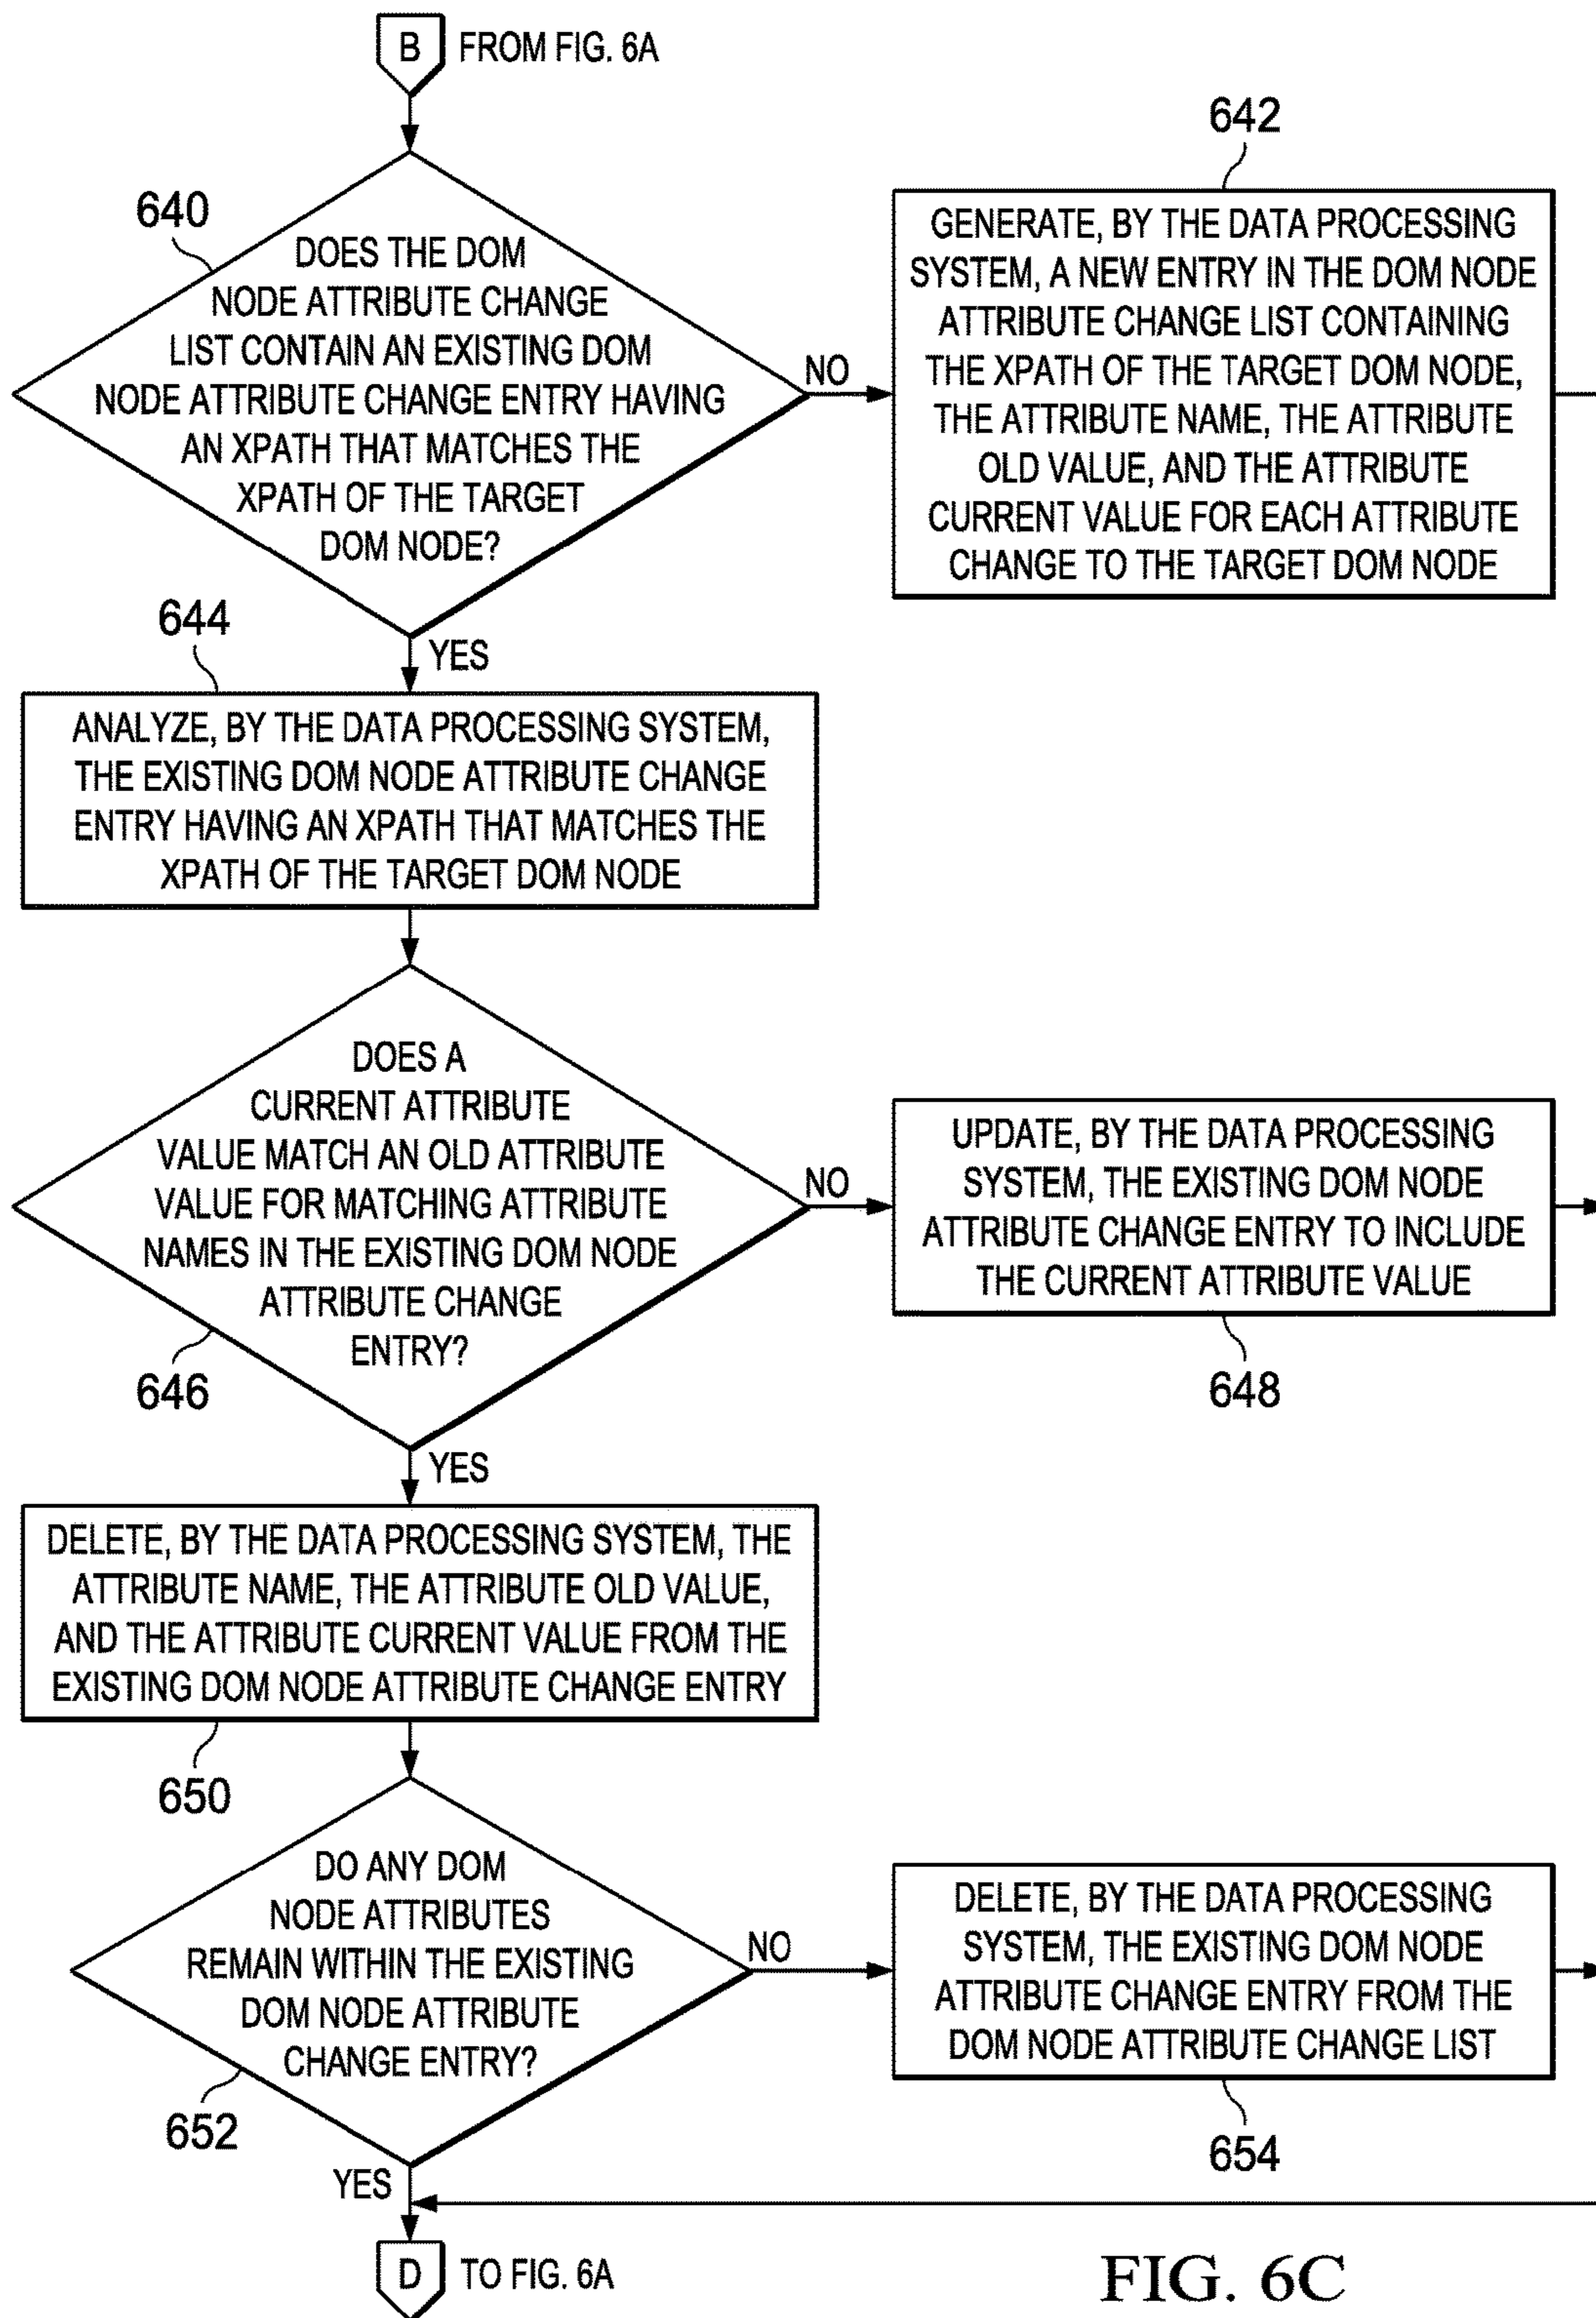 B FROM FIG. 6A
640
DOES THE DOM
NODE ATTRIBUTE CHANGE
LIST CONTAIN AN EXISTING DOM
NODE ATTRIBUTE CHANGE ENTRY HAVING
AN XPATH THAT MATCHES THE
XPATH OF THE TARGET
DOM NODE?
NO
642
GENERATE, BY THE DATA PROCESSING
SYSTEM, A NEW ENTRY IN THE DOM NODE
ATTRIBUTE CHANGE LIST CONTAINING
THE XPATH OF THE TARGET DOM NODE,
THE ATTRIBUTE NAME, THE ATTRIBUTE
OLD VALUE, AND THE ATTRIBUTE
CURRENT VALUE FOR EACH ATTRIBUTE
CHANGE TO THE TARGET DOM NODE
YES
644
ANALYZE, BY THE DATA PROCESSING SYSTEM,
THE EXISTING DOM NODE ATTRIBUTE CHANGE
ENTRY HAVING AN XPATH THAT MATCHES THE
XPATH OF THE TARGET DOM NODE
DOES A
CURRENT ATTRIBUTE
VALUE MATCH AN OLD ATTRIBUTE
VALUE FOR MATCHING ATTRIBUTE
NAMES IN THE EXISTING DOM NODE
ATTRIBUTE CHANGE
ENTRY?
646
NO
UPDATE, BY THE DATA PROCESSING
SYSTEM, THE EXISTING DOM NODE
ATTRIBUTE CHANGE ENTRY TO INCLUDE
THE CURRENT ATTRIBUTE VALUE
648
YES
DELETE, BY THE DATA PROCESSING SYSTEM, THE
ATTRIBUTE NAME, THE ATTRIBUTE OLD VALUE,
AND THE ATTRIBUTE CURRENT VALUE FROM THE
EXISTING DOM NODE ATTRIBUTE CHANGE ENTRY
650
DO ANY DOM
NODE ATTRIBUTES
REMAIN WITHIN THE EXISTING
DOM NODE ATTRIBUTE
CHANGE ENTRY?
652
NO
DELETE, BY THE DATA PROCESSING
SYSTEM, THE EXISTING DOM NODE
ATTRIBUTE CHANGE ENTRY FROM THE
DOM NODE ATTRIBUTE CHANGE LIST
654
YES
D TO FIG. 6A
FIG. 6C